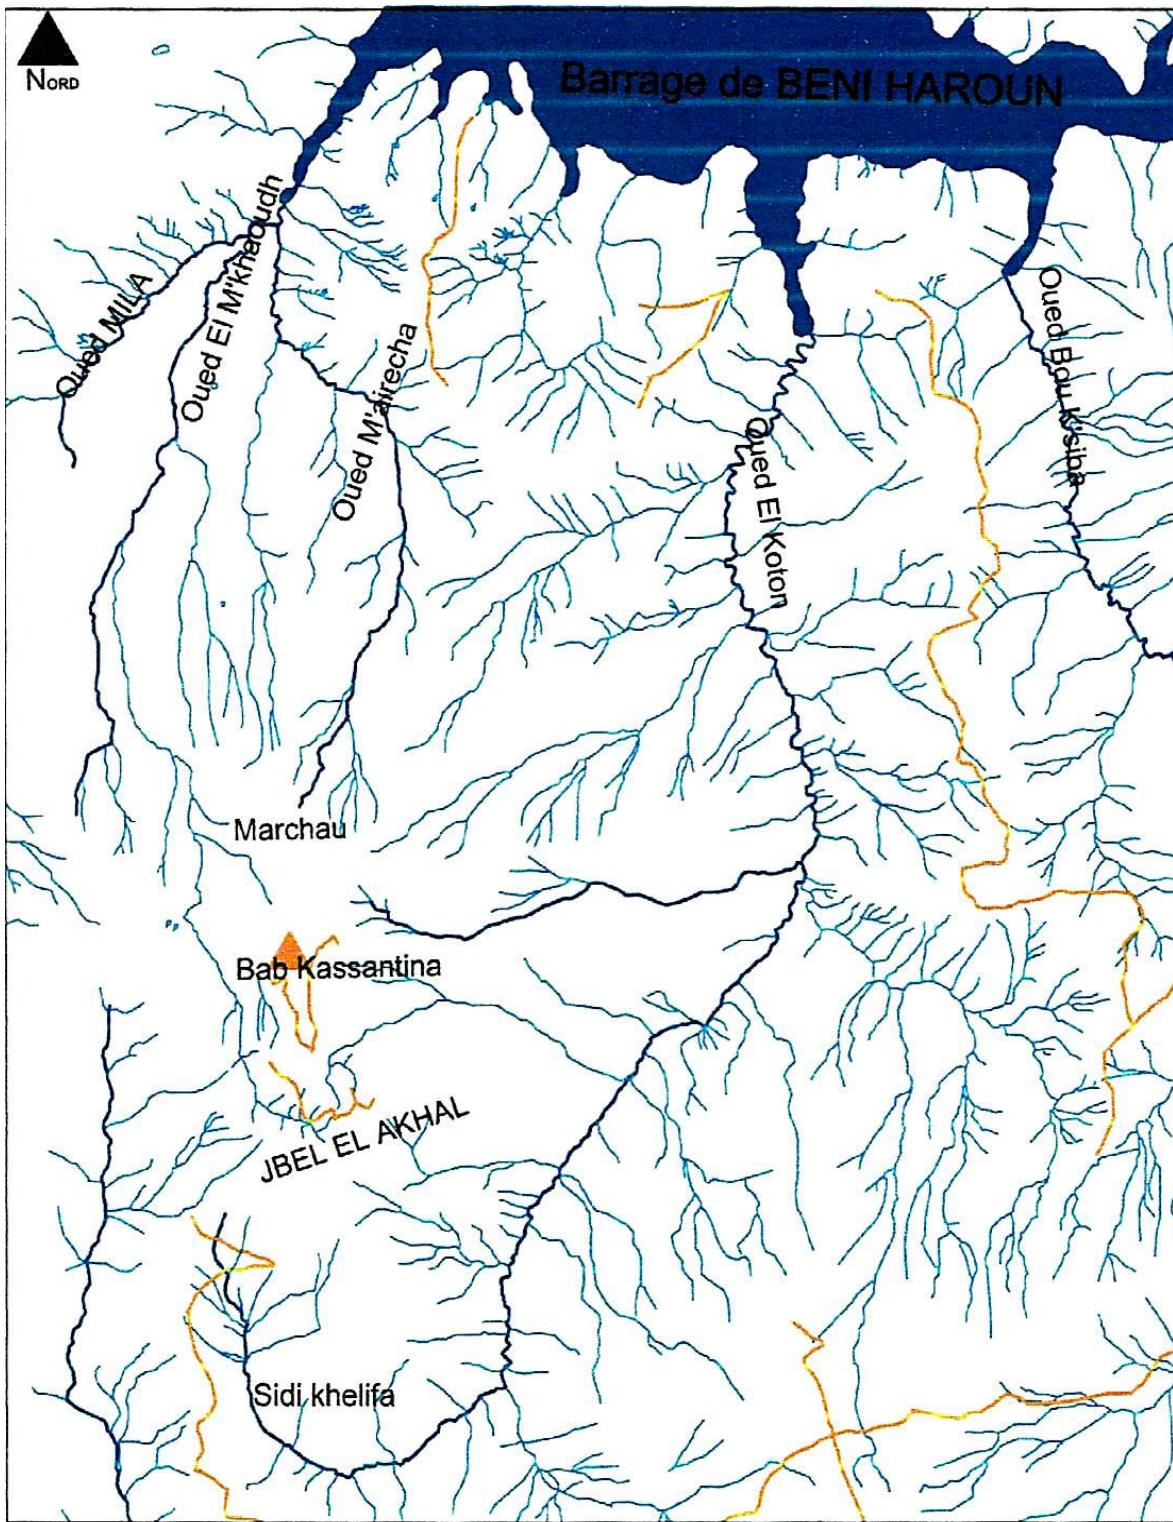 NORD
Barrage de BENI HAROUN
Oued MILA
Oued El M'khaoudh
Oued M'airecha
Oued El Koton
Oued Bou K'siba
Marchau
Bab Kassantina
JBEL EL AKHAL
Sidi khelifa